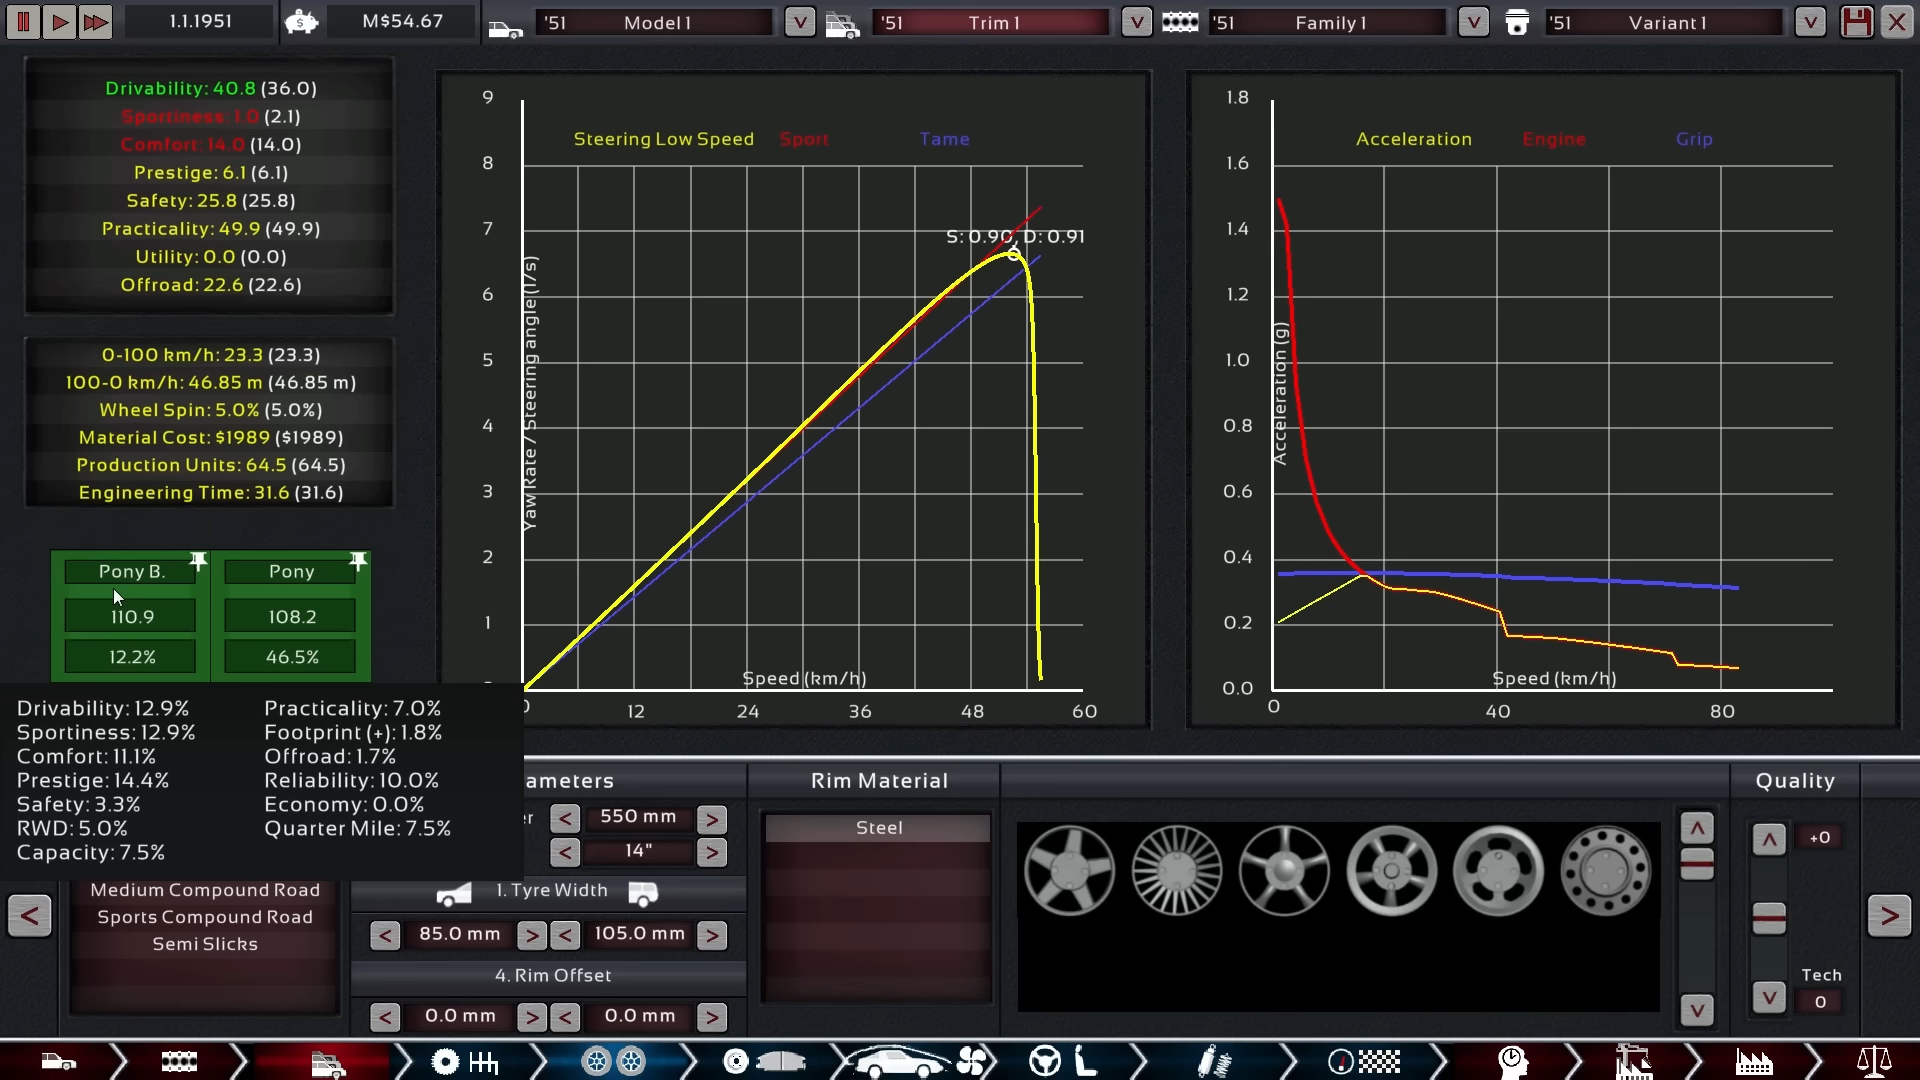 1.1.1951
M$54.67
'51 Model 1
'51 Trim 1
'51 Family 1
'51 Variant 1
Drivability: 40.8 (36.0)
Sportiness: 1.0 (2.1)
Comfort: 14.0 (14.0)
Prestige: 6.1 (6.1)
Safety: 25.8 (25.8)
Practicality: 49.9 (49.9)
Utility: 0.0 (0.0)
Offroad: 22.6 (22.6)
0-100 km/h: 23.3 (23.3)
100-0 km/h: 46.85 m (46.85 m)
Wheel Spin: 5.0% (5.0%)
Material Cost: $1989 ($1989)
Production Units: 64.5 (64.5)
Engineering Time: 31.6 (31.6)
Pony B. Pony
110.9 108.2
12.2% 46.5%
Drivability: 12.9% Practicality: 7.0%
Sportiness: 12.9% Footprint (+): 1.8%
Comfort: 11.1% Offroad: 1.7%
Prestige: 14.4% Reliability: 10.0%
Safety: 3.3% Economy: 0.0%
RWD: 5.0% Quarter Mile: 7.5%
Capacity: 7.5%
Medium Compound Road
Sports Compound Road
Semi Slicks
9
8
7
6
5
4
3
2
1
Steering Low Speed Sport Tame
S: 0.90, D: 0.91
Yaw Rate / Steering angle (1/s)
Speed (km/h)
0 12 24 36 48 60
1.8
1.6
1.4
1.2
1.0
0.8
0.6
0.4
0.2
0.0
Acceleration Engine Grip
Acceleration (g)
Speed (km/h)
0 40 80
ameters
er 550 mm
14"
1. Tyre Width
85.0 mm 105.0 mm
4. Rim Offset
0.0 mm 0.0 mm
Rim Material
Steel
Quality
+0
Tech
0